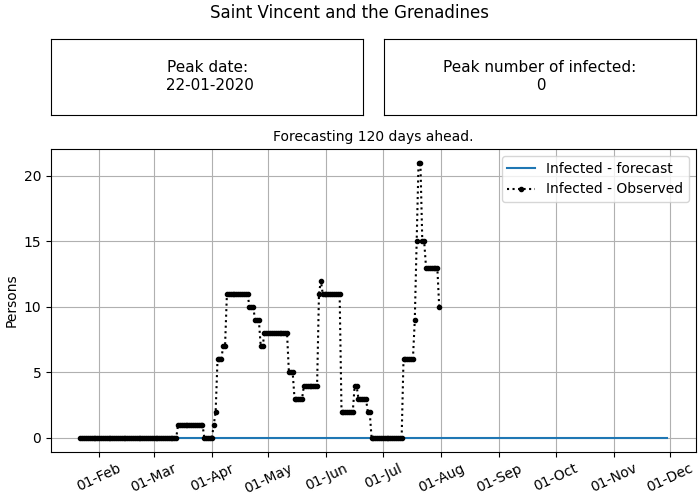 Saint Vincent and the Grenadines
Peak date:
22-01-2020
Peak number of infected:
0
Forecasting 120 days ahead.
Infected - forecast
Infected - Observed
Persons
20
15
10
5
0
01-Feb
01-Mar
01-Apr
01-May
01-Jun
01-Jul
01-Aug
01-Sep
01-Oct
01-Nov
01-Dec